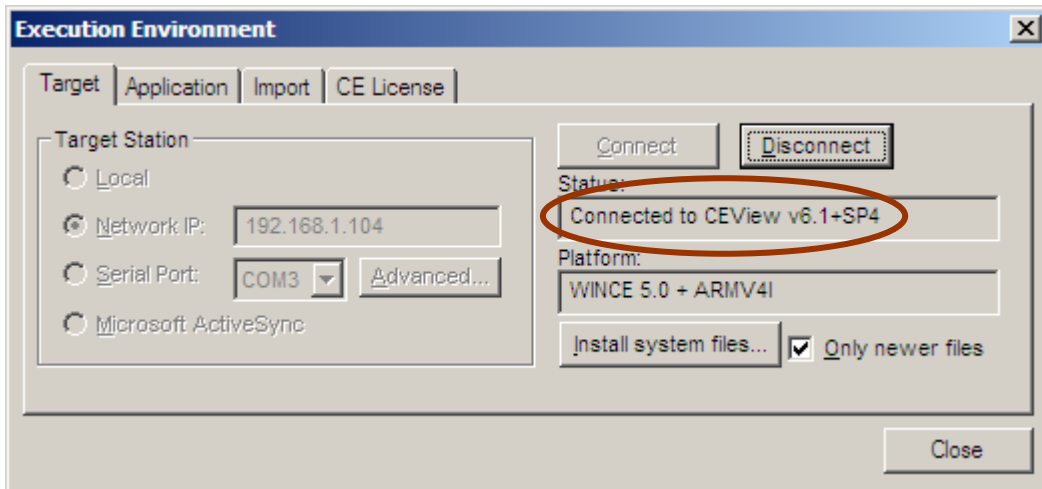 Execution Environment
Target Application Import CE License
Target Station
Local
Network IP: 192.168.1.104
Serial Port: COM3 Advanced...
Microsoft ActiveSync
Connect Disconnect
Status:
Connected to CEView v6.1+SP4
Platform:
WINCE 5.0 + ARMV4I
Install system files... Only newer files
Close